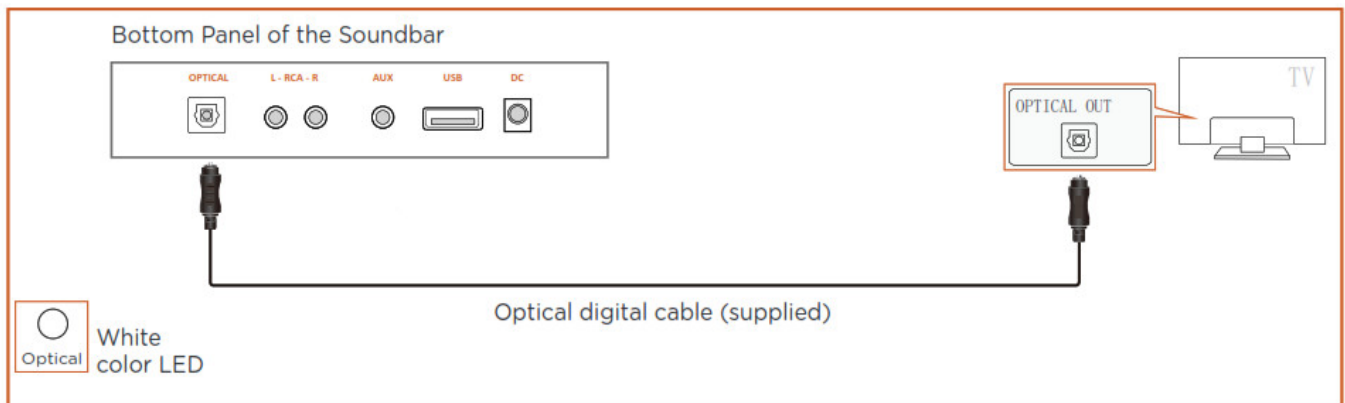 Bottom Panel of the Soundbar
OPTICAL L - RCA - R AUX USB DC
TV
OPTICAL OUT
Optical digital cable (supplied)
Optical
White
color LED